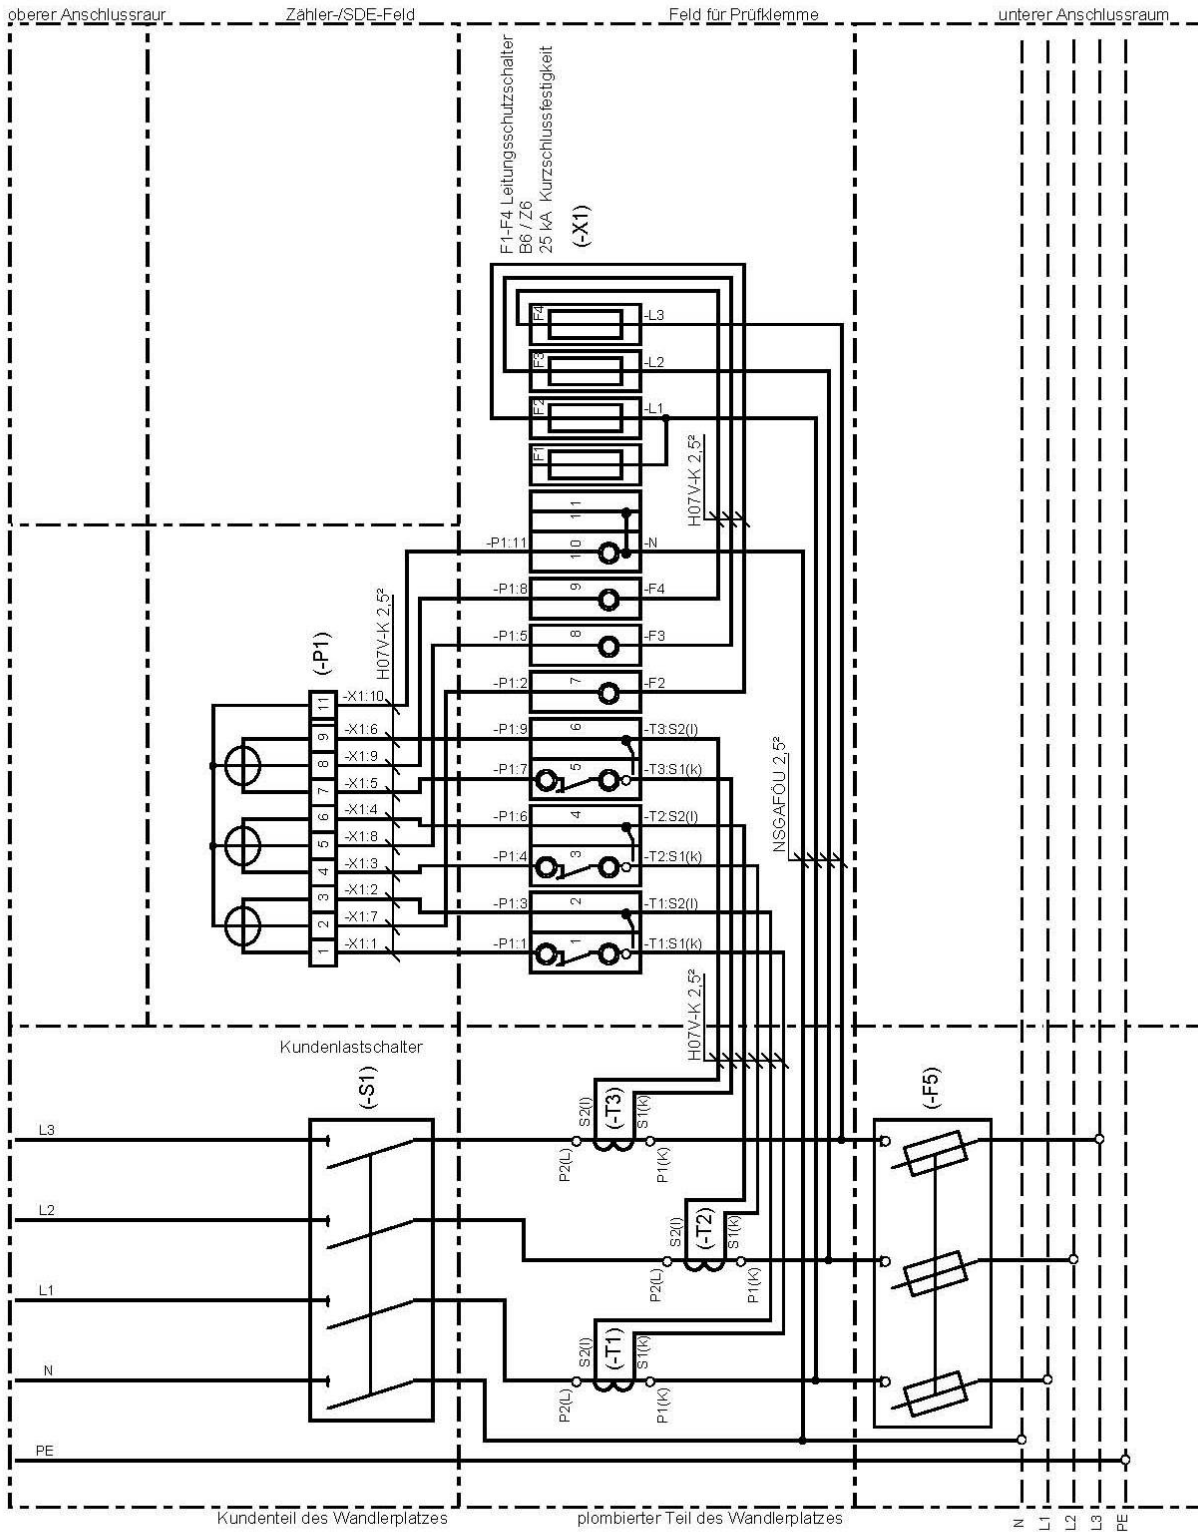 oberer Anschlussraur
Zähler-/SDE-Feld
Feld für Prüfklemme
unterer Anschlussraum
F1-F4 Leitungsschutzschalter
B6 / Z6
25 kA Kurzschlussfestigkeit
(-X1)
F4
-L3
F3
-L2
F2
-L1
F1
H07V-K 2,5²
11
-P1:11
10
-N
-P1:8
9
-F4
-P1:5
8
-F3
-P1:2
7
-F2
-P1:9
6
-T3:S2(l)
-P1:7
5
-T3:S1(k)
-P1:6
4
-T2:S2(l)
-P1:4
3
-T2:S1(k)
-P1:3
2
-T1:S2(l)
-P1:1
1
-T1:S1(k)
(-P1)
H07V-K 2,5²
11
-X1:10
9
-X1:6
8
-X1:9
7
-X1:5
6
-X1:4
5
-X1:8
4
-X1:3
3
-X1:2
2
-X1:7
1
-X1:1
NSGAFÖU 2,5²
H07V-K 2,5²
Kundenlastschalter
(-S1)
(-F5)
L3
S2(l)
(-T3)
S1(k)
P2(L)
P1(K)
L2
S2(l)
(-T2)
S1(k)
P2(L)
P1(K)
L1
S2(l)
(-T1)
S1(k)
P2(L)
P1(K)
N
PE
Kundenteil des Wandlerplatzes
plombierter Teil des Wandlerplatzes
N
L1
L2
L3
PE